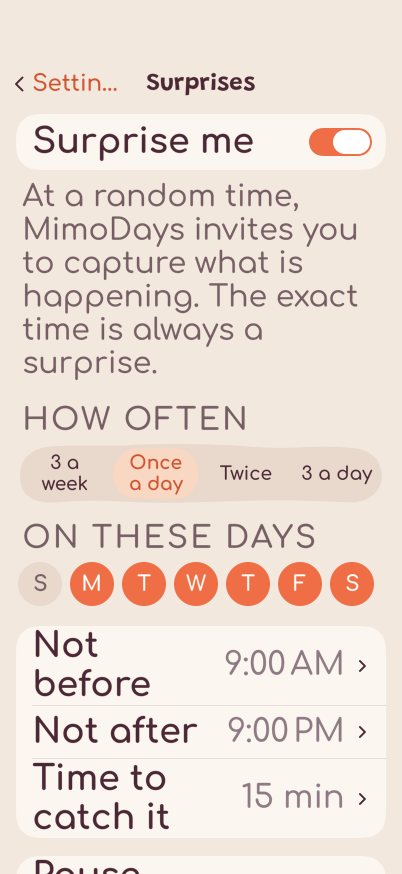 Settin...
Surprises
Surprise me
At a random time,
MimoDays invites you
to capture what is
happening. The exact
time is always a
surprise.
HOW OFTEN
3 a
week
Once
a day
Twice
3 a day
ON THESE DAYS
S M T W T F S
Not
before
9:00 AM
Not after
9:00 PM
Time to
catch it
15 min
Pause